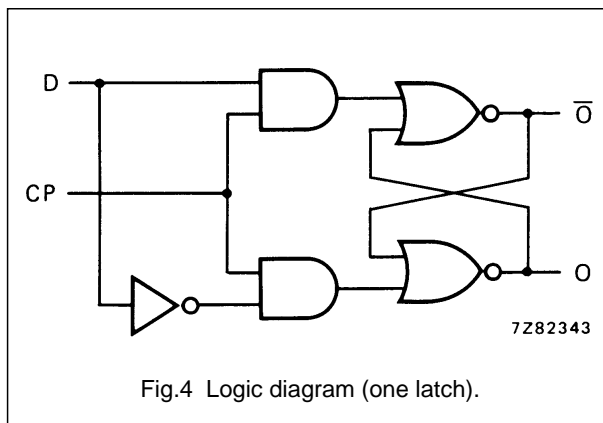 D
O̅
CP
O
7Z82343
Fig.4 Logic diagram (one latch).